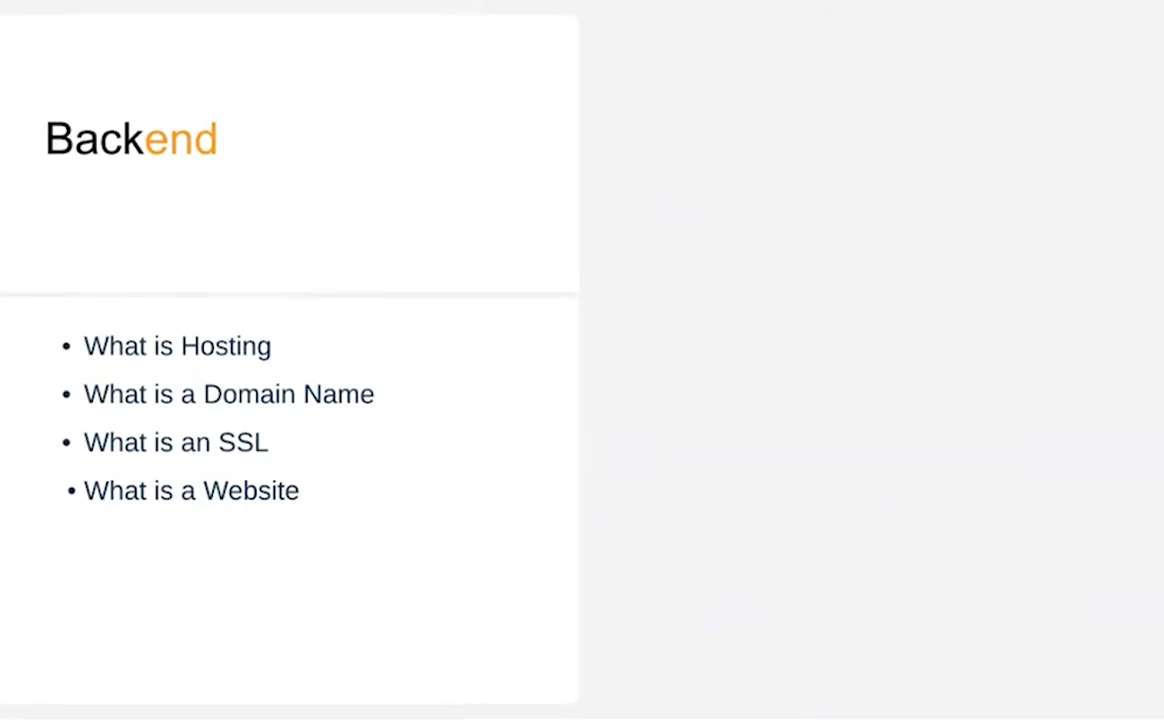 Backend
• What is Hosting
• What is a Domain Name
• What is an SSL
• What is a Website